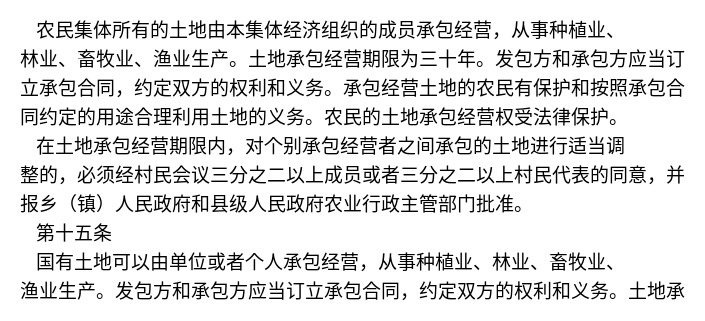 农民集体所有的土地由本集体经济组织的成员承包经营，从事种植业、
林业、畜牧业、渔业生产。土地承包经营期限为三十年。发包方和承包方应当订
立承包合同，约定双方的权利和义务。承包经营土地的农民有保护和按照承包合
同约定的用途合理利用土地的义务。农民的土地承包经营权受法律保护。
在土地承包经营期限内，对个别承包经营者之间承包的土地进行适当调
整的，必须经村民会议三分之二以上成员或者三分之二以上村民代表的同意，并
报乡（镇）人民政府和县级人民政府农业行政主管部门批准。
第十五条
国有土地可以由单位或者个人承包经营，从事种植业、林业、畜牧业、
渔业生产。发包方和承包方应当订立承包合同，约定双方的权利和义务。土地承